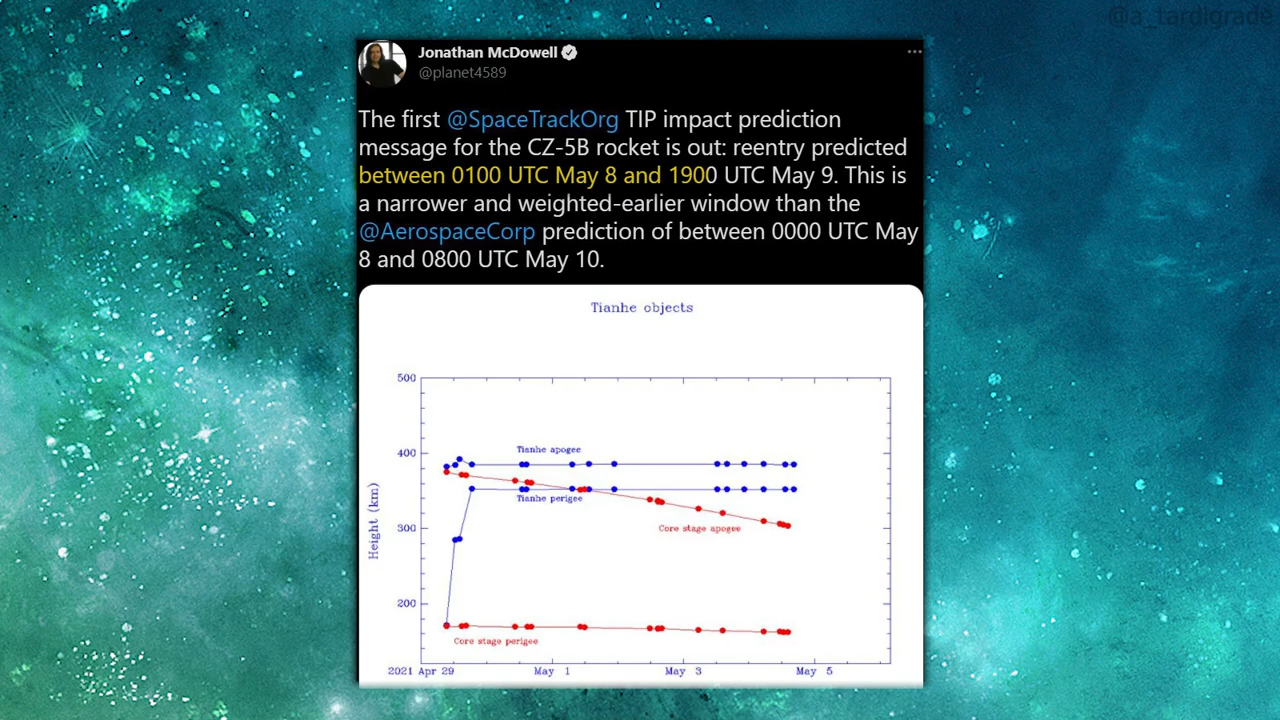 @a_tardigrade
Jonathan McDowell
@planet4589
The first @SpaceTrackOrg TIP impact prediction
message for the CZ-5B rocket is out: reentry predicted
between 0100 UTC May 8 and 1900 UTC May 9. This is
a narrower and weighted-earlier window than the
@AerospaceCorp prediction of between 0000 UTC May
8 and 0800 UTC May 10.
Tianhe objects
500
400
300
200
Height (km)
Tianhe apogee
Tianhe perigee
Core stage apogee
Core stage perigee
2021 Apr 29 May 1 May 3 May 5